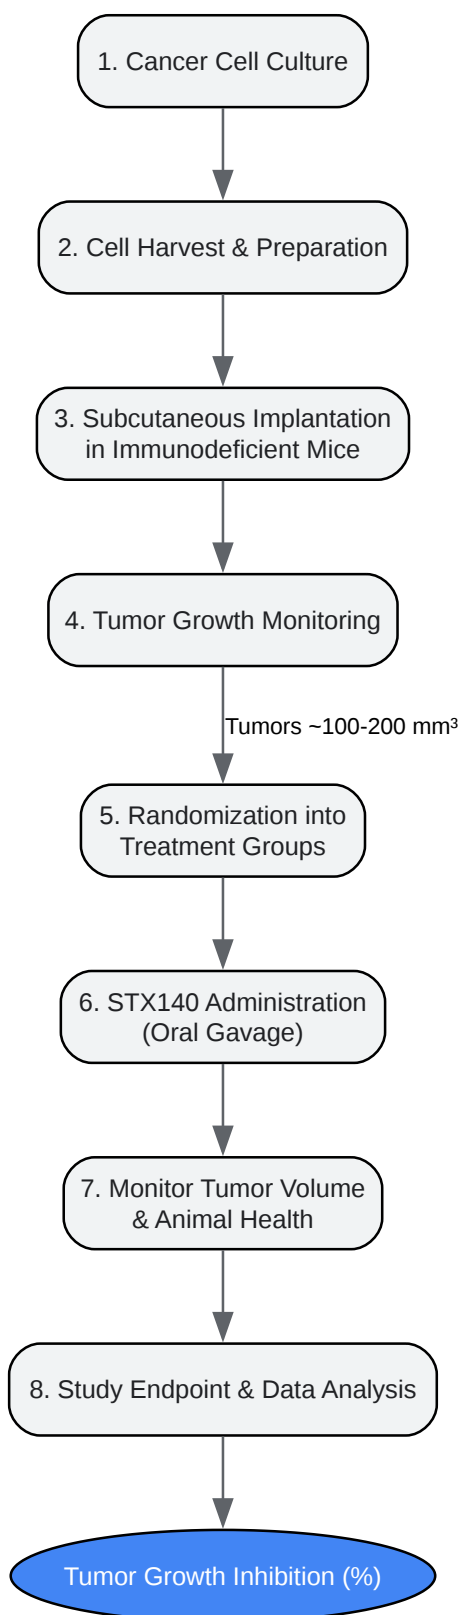 1. Cancer Cell Culture
2. Cell Harvest & Preparation
3. Subcutaneous Implantation
in Immunodeficient Mice
4. Tumor Growth Monitoring
Tumors ~100-200 mm³
5. Randomization into
Treatment Groups
6. STX140 Administration
(Oral Gavage)
7. Monitor Tumor Volume
& Animal Health
8. Study Endpoint & Data Analysis
Tumor Growth Inhibition (%)